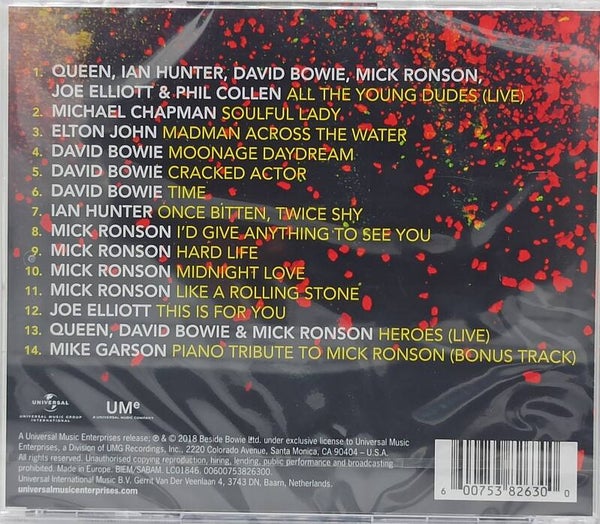 1. QUEEN, IAN HUNTER, DAVID BOWIE, MICK RONSON,
JOE ELLIOTT & PHIL COLLEN ALL THE YOUNG DUDES (LIVE)
2. MICHAEL CHAPMAN SOULFUL LADY
3. ELTON JOHN MADMAN ACROSS THE WATER
4. DAVID BOWIE MOONAGE DAYDREAM
5. DAVID BOWIE CRACKED ACTOR
6. DAVID BOWIE TIME
7. IAN HUNTER ONCE BITTEN, TWICE SHY
8. MICK RONSON I'D GIVE ANYTHING TO SEE YOU
9. MICK RONSON HARD LIFE
10. MICK RONSON MIDNIGHT LOVE
11. MICK RONSON LIKE A ROLLING STONE
12. JOE ELLIOTT THIS IS FOR YOU
13. QUEEN, DAVID BOWIE & MICK RONSON HEROES (LIVE)
14. MIKE GARSON PIANO TRIBUTE TO MICK RONSON (BONUS TRACK)
UNIVERSAL
UNIVERSAL MUSIC GROUP
INTERNATIONAL
UMe
A UNIVERSAL MUSIC COMPANY
A Universal Music Enterprises release; ℗ & © 2018 Beside Bowie Ltd. under exclusive license to Universal Music
Enterprises, a Division of UMG Recordings, Inc., 2220 Colorado Avenue, Santa Monica, CA 90404 – U.S.A.
All rights reserved. Unauthorised copying reproduction, hiring, lending, public performance and broadcasting
prohibited. Made in Europe. BIEM/SABAM. LC01846. 00600753826300.
Universal International Music B.V. Gerrit Van Der Veenlaan 4, 3743 DN, Baarn, Netherlands.
universalmusicenterprises.com
6 00753 82630 0